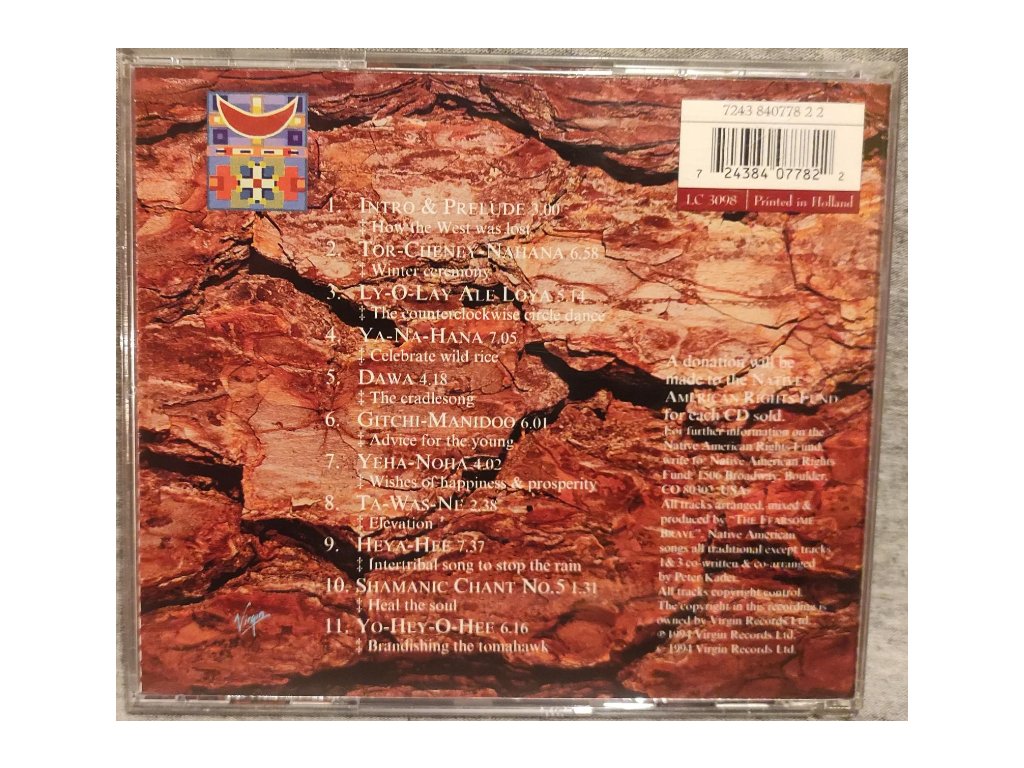 7243 840778 2 2
7 24384 07782 2
LC 3098 | Printed in Holland
1. INTRO & PRELUDE 3.00
‡ How the West was lost
2. TOR-CHENEY-NAHANA 6.58
‡ Winter ceremony
3. LY-O-LAY ALE LOYA 5.14
‡ The counterclockwise circle dance
4. YA-NA-HANA 7.05
‡ Celebrate wild rice
5. DAWA 4.18
‡ The cradlesong
6. GITCHI-MANIDOO 6.01
‡ Advice for the young
7. YEHA-NOHA 4.02
‡ Wishes of happiness & prosperity
8. TA-WAS-NE 2.38
‡ Elevation
9. HEYA-HEE 7.37
‡ Intertribal song to stop the rain
10. SHAMANIC CHANT NO.5 1.31
‡ Heal the soul
11. YO-HEY-O-HEE 6.16
‡ Brandishing the tomahawk
A donation will be
made to the NATIVE
AMERICAN RIGHTS FUND
for each CD sold.
For further information on the
Native American Rights Fund,
write to: Native American Rights
Fund, 1506 Broadway, Boulder,
CO 80302, USA
All tracks arranged, mixed &
produced by "THE FEARSOME
BRAVE". Native American
songs all traditional except tracks
1 & 3 co-written & co-arranged
by Peter Kater.
All tracks copyright control.
The copyright in this recording is
owned by Virgin Records Ltd.
℗ 1994 Virgin Records Ltd.
© 1994 Virgin Records Ltd.
Virgin